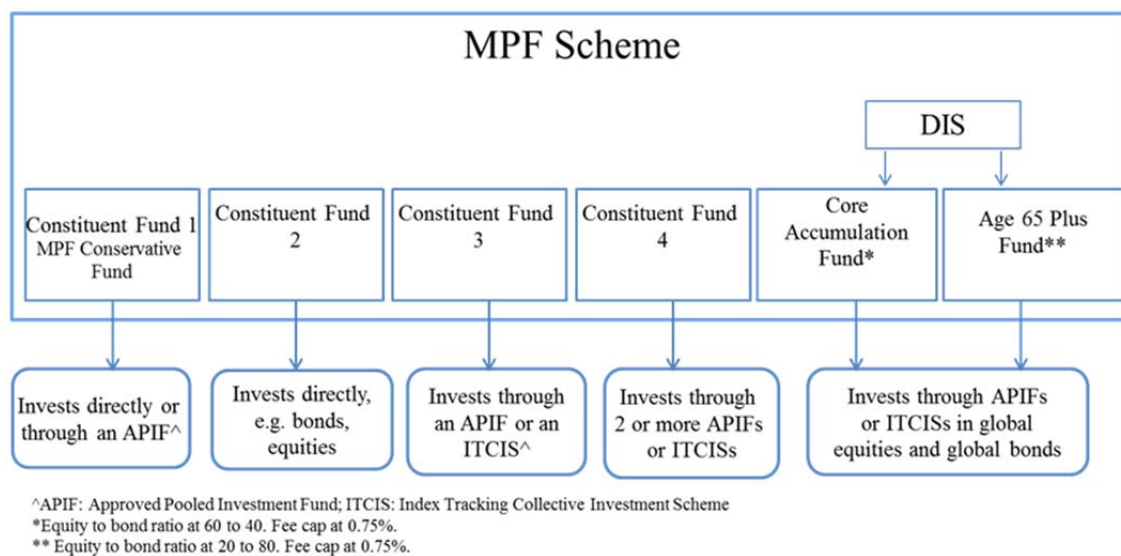 MPF Scheme
DIS
Constituent Fund 1
MPF Conservative
Fund
Constituent Fund
2
Constituent Fund
3
Constituent Fund
4
Core
Accumulation
Fund*
Age 65 Plus
Fund**
Invests directly or
through an APIF^
Invests directly,
e.g. bonds,
equities
Invests through
an APIF or an
ITCIS^
Invests through
2 or more APIFs
or ITCISs
Invests through APIFs
or ITCISs in global
equities and global bonds
^APIF: Approved Pooled Investment Fund; ITCIS: Index Tracking Collective Investment Scheme
*Equity to bond ratio at 60 to 40. Fee cap at 0.75%.
** Equity to bond ratio at 20 to 80. Fee cap at 0.75%.